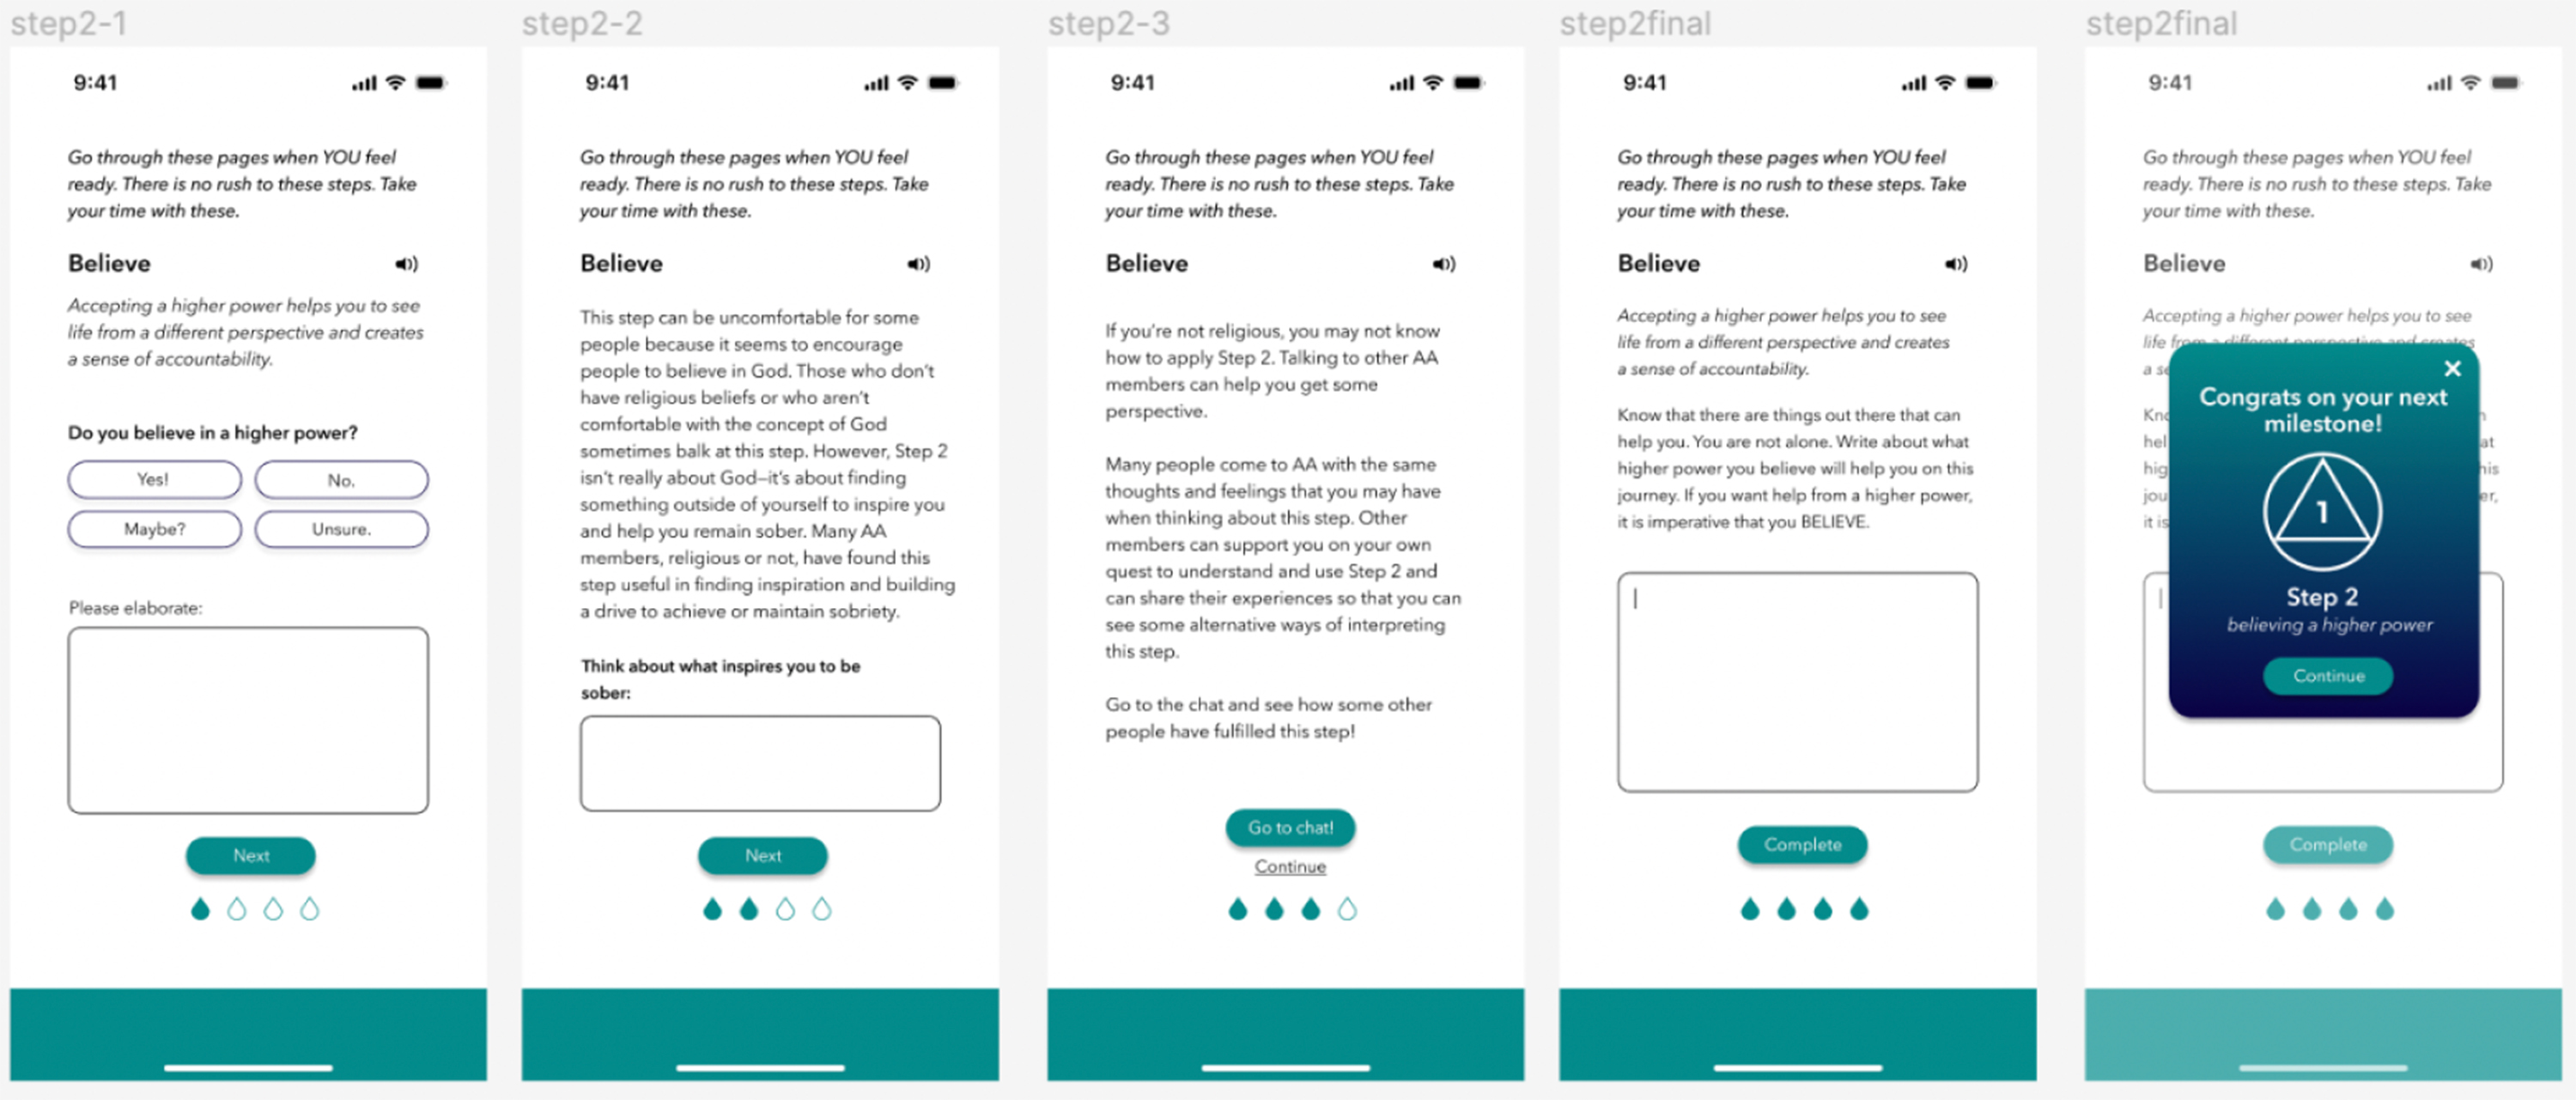 step2-1
9:41
Go through these pages when YOU feel
ready. There is no rush to these steps. Take
your time with these.
Believe
Accepting a higher power helps you to see
life from a different perspective and creates
a sense of accountability.
Do you believe in a higher power?
Yes!
No.
Maybe?
Unsure.
Please elaborate:
Next
step2-2
9:41
Go through these pages when YOU feel
ready. There is no rush to these steps. Take
your time with these.
Believe
This step can be uncomfortable for some
people because it seems to encourage
people to believe in God. Those who don't
have religious beliefs or who aren't
comfortable with the concept of God
sometimes balk at this step. However, Step 2
isn't really about God—it's about finding
something outside of yourself to inspire you
and help you remain sober. Many AA
members, religious or not, have found this
step useful in finding inspiration and building
a drive to achieve or maintain sobriety.
Think about what inspires you to be
sober:
Next
step2-3
9:41
Go through these pages when YOU feel
ready. There is no rush to these steps. Take
your time with these.
Believe
If you're not religious, you may not know
how to apply Step 2. Talking to other AA
members can help you get some
perspective.
Many people come to AA with the same
thoughts and feelings that you may have
when thinking about this step. Other
members can support you on your own
quest to understand and use Step 2 and
can share their experiences so that you can
see some alternative ways of interpreting
this step.
Go to the chat and see how some other
people have fulfilled this step!
Go to chat!
Continue
step2final
9:41
Go through these pages when YOU feel
ready. There is no rush to these steps. Take
your time with these.
Believe
Accepting a higher power helps you to see
life from a different perspective and creates
a sense of accountability.
Know that there are things out there that can
help you. You are not alone. Write about what
higher power you believe will help you on this
journey. If you want help from a higher power,
it is imperative that you BELIEVE.
Complete
step2final
9:41
Go through these pages when YOU feel
ready. There is no rush to these steps. Take
your time with these.
Believe
Accepting a higher power helps you to see
life from a different perspective and creates
Congrats on your next
milestone!
1
Step 2
believing a higher power
Continue
Complete